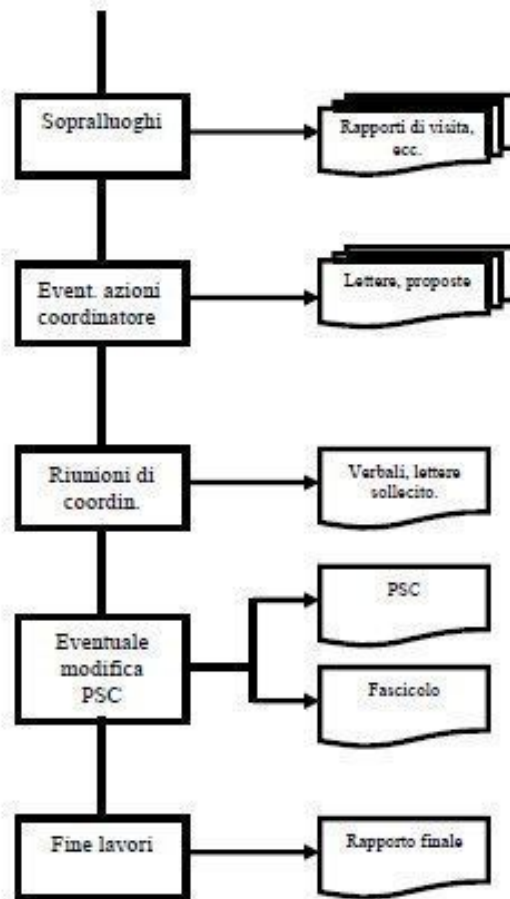 Sopralluoghi
Rapporti di visita,
ecc.
Event. azioni
coordinatore
Lettere, proposte
Riunioni di
coordin.
Verbali, lettere
sollecito.
Eventuale
modifica
PSC
PSC
Fascicolo
Fine lavori
Rapporto finale